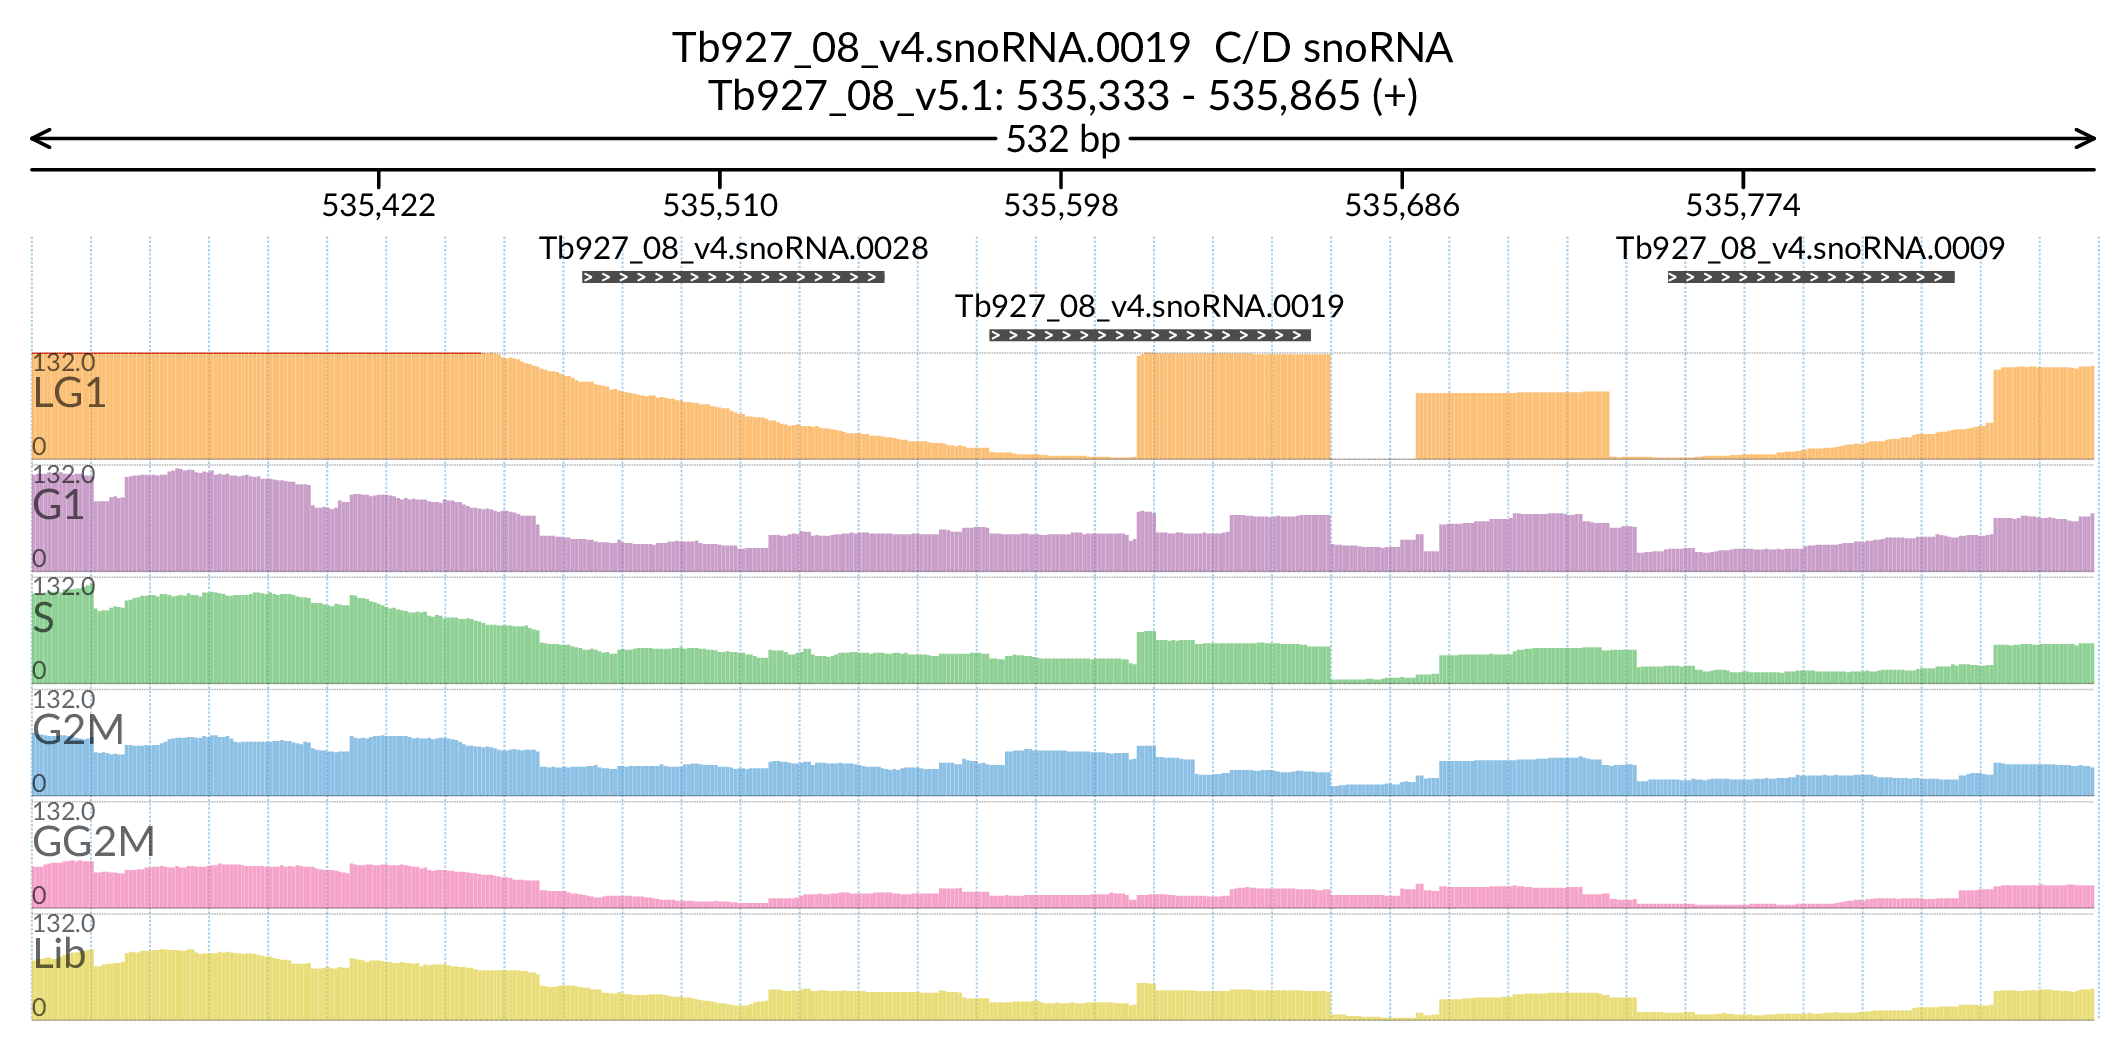 Tb927_08_v4.snoRNA.0019  C/D snoRNA
Tb927_08_v5.1: 535,333 - 535,865 (+)
532 bp
535,422 535,510 535,598 535,686 535,774
Tb927_08_v4.snoRNA.0028 Tb927_08_v4.snoRNA.0009
Tb927_08_v4.snoRNA.0019
132.0
LG1
0
132.0
G1
0
132.0
S
0
132.0
G2M
0
132.0
GG2M
0
132.0
Lib
0